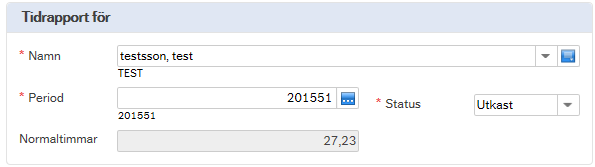 Tidrapport för
* Namn testsson, test
TEST
* Period 201551 * Status Utkast
201551
Normaltimmar 27,23